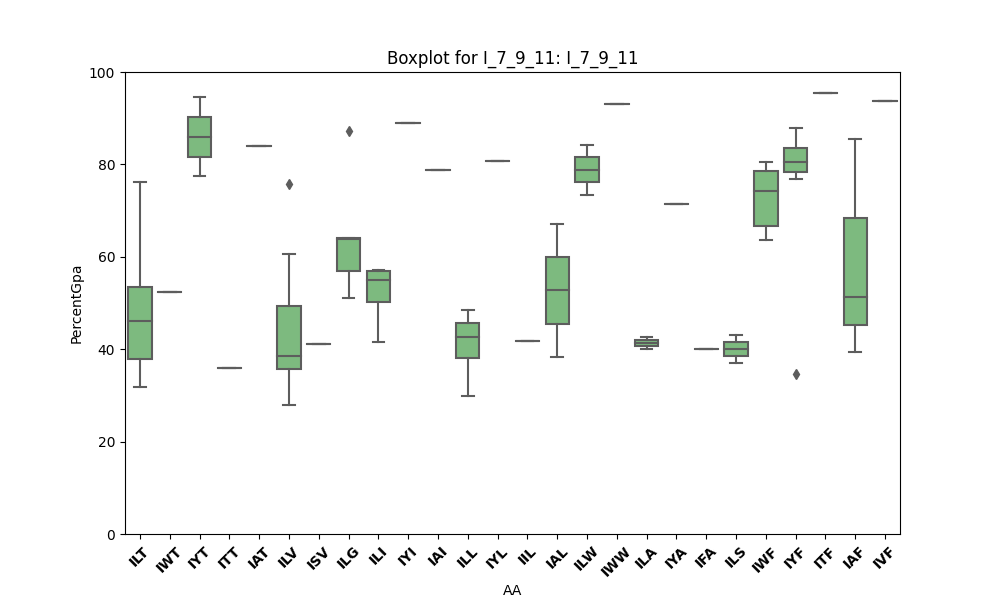 Boxplot for I_7_9_11: I_7_9_11
100
80
60
40
20
0
PercentGpa
ILT IWT IYT ITT IAT ILV ISV ILG ILI IYI IAI ILL IYL IIL IAL ILW IWW ILA IYA IFA ILS IWF IYF ITF IAF IVF
AA